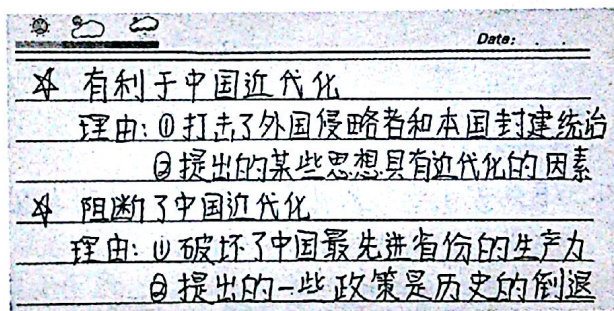 Date: . .
☆ 有利于中国近代化
理由:①打击了外国侵略者和本国封建统治
②提出的某些思想具有近代化的因素
☆ 阻断了中国近代化
理由:①破坏了中国最先进省份的生产力
②提出的一些政策是历史的倒退